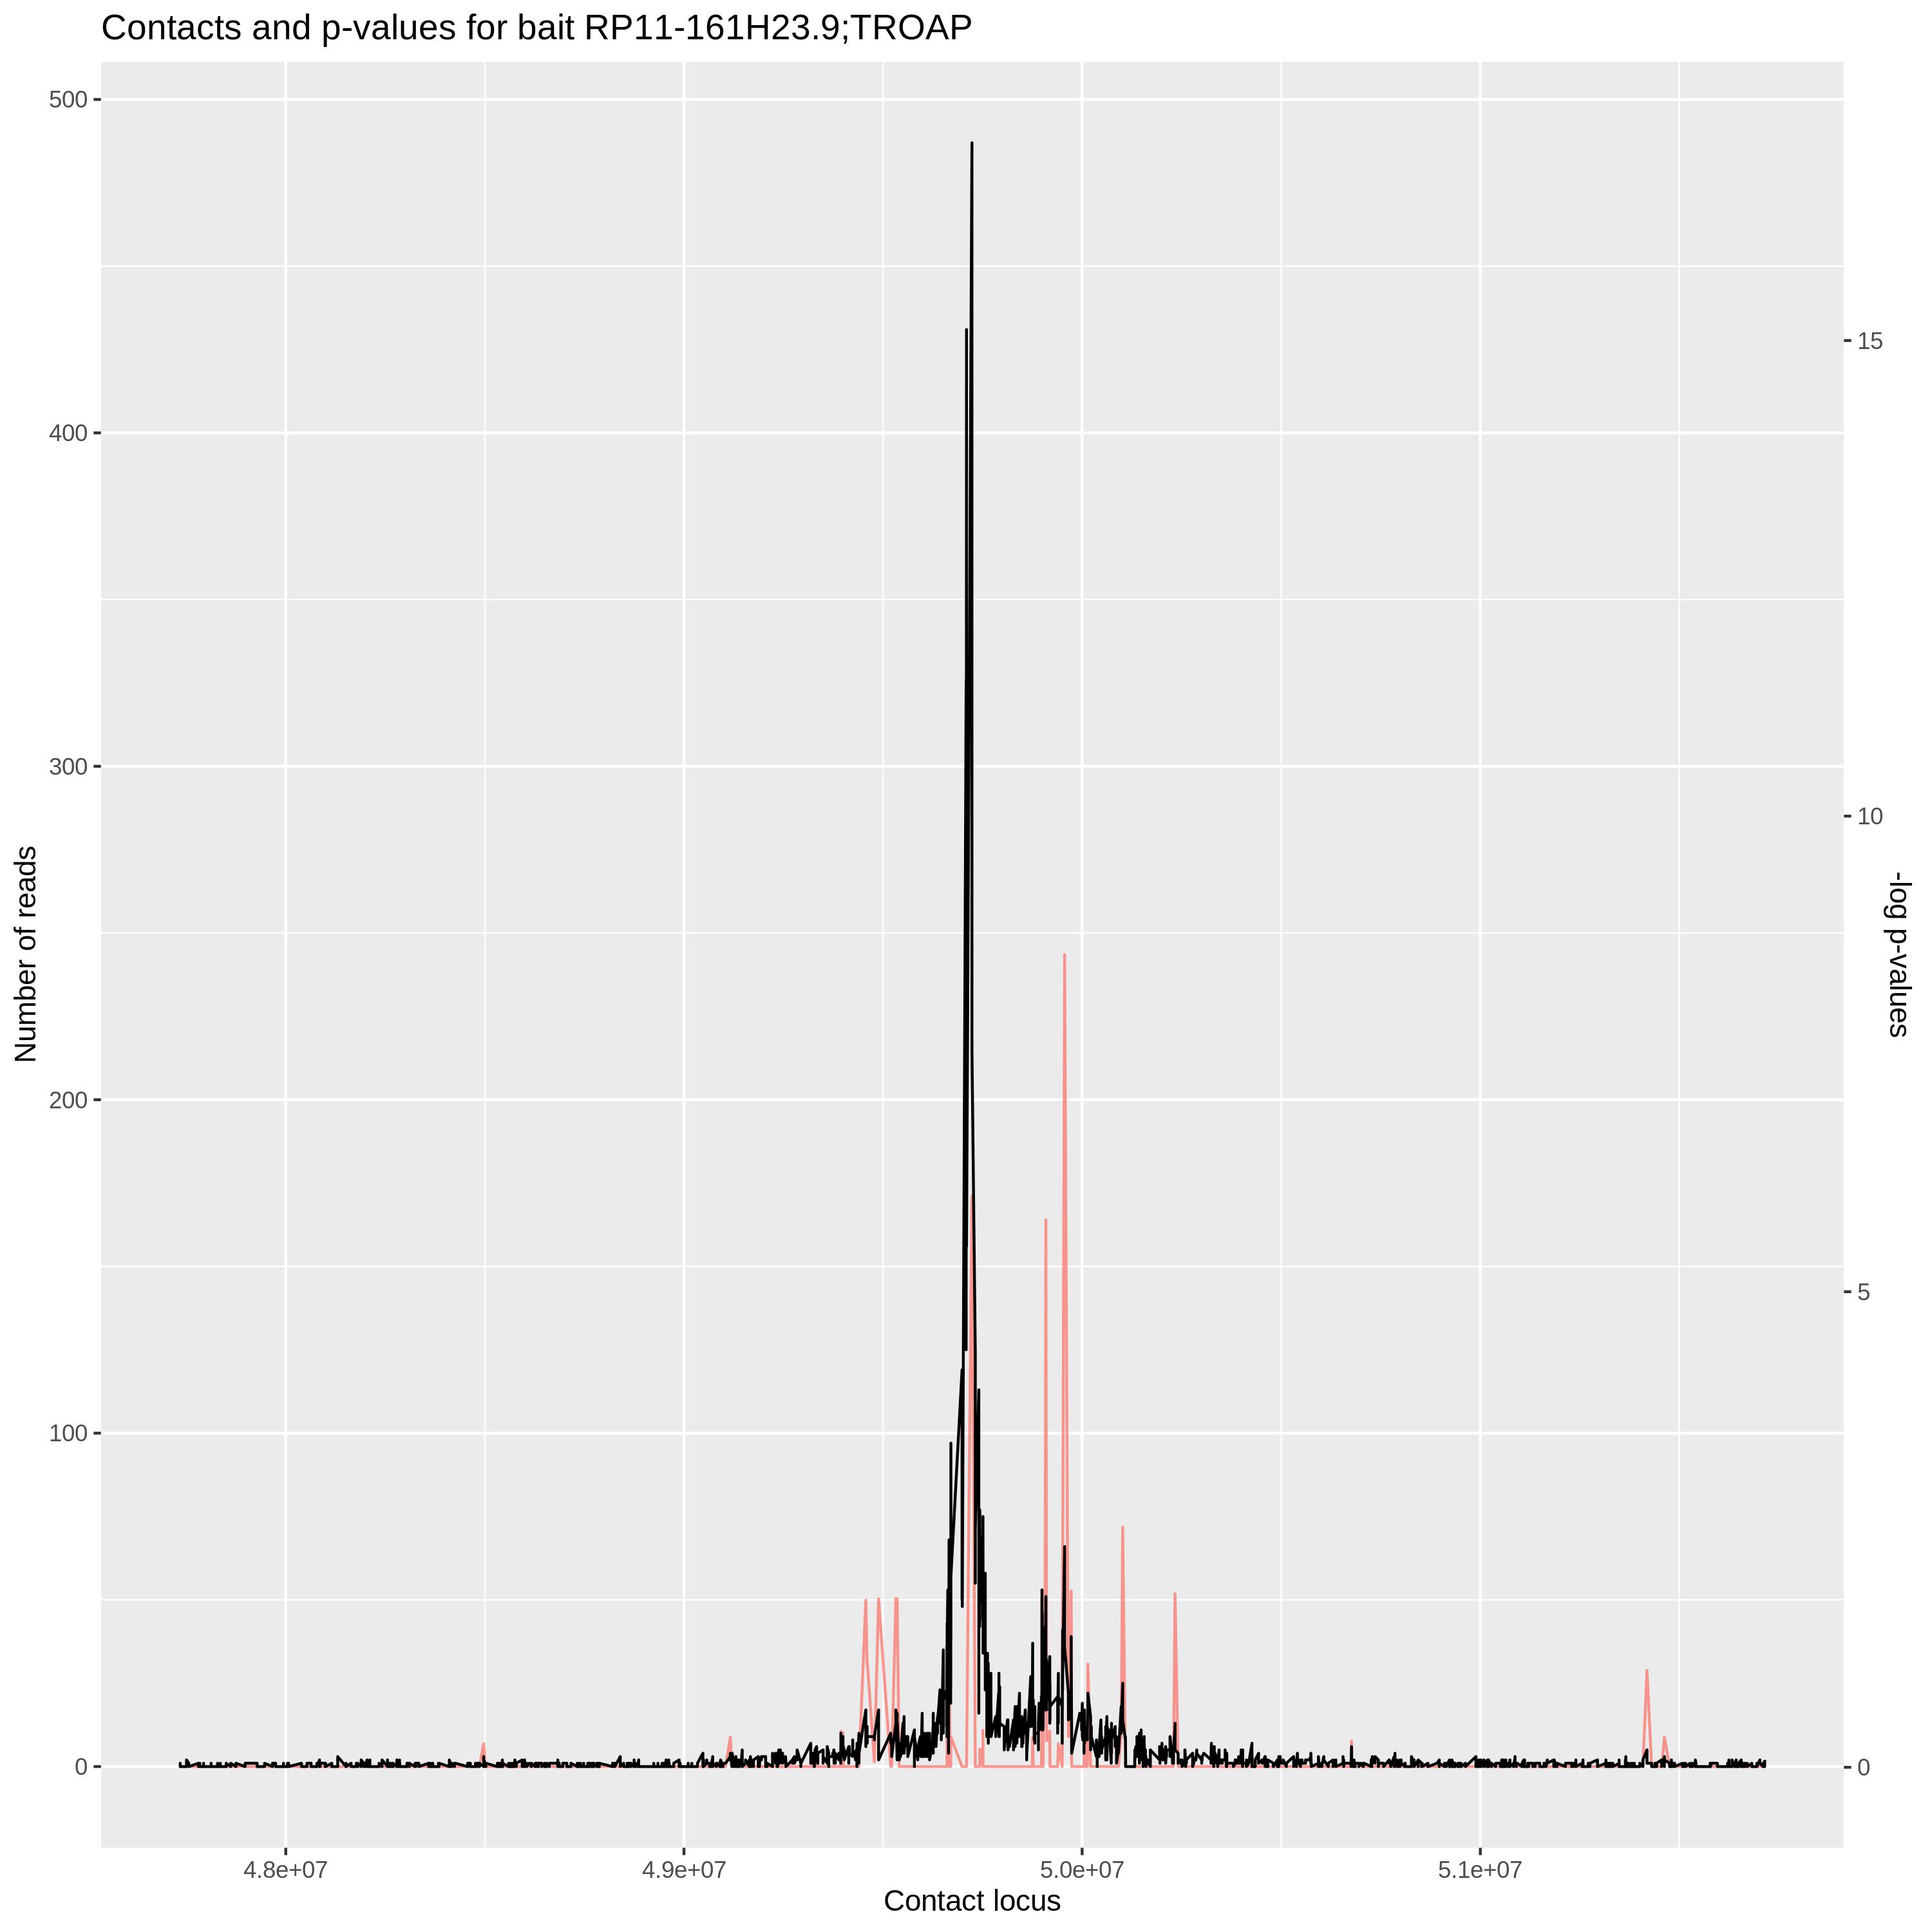 Contacts and p-values for bait RP11-161H23.9;TROAP
500
400
300
200
100
0
Number of reads
15
10
5
0
-log p-values
4.8e+07
4.9e+07
5.0e+07
5.1e+07
Contact locus